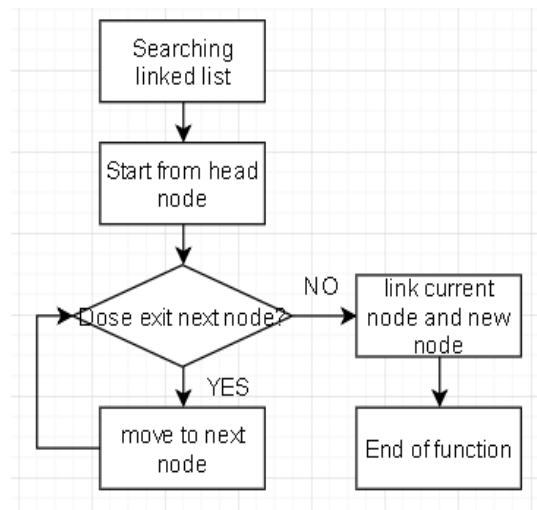 Searching
linked list
Start from head
node
Dose exit next node?
NO
link current
node and new
node
YES
move to next
node
End of function